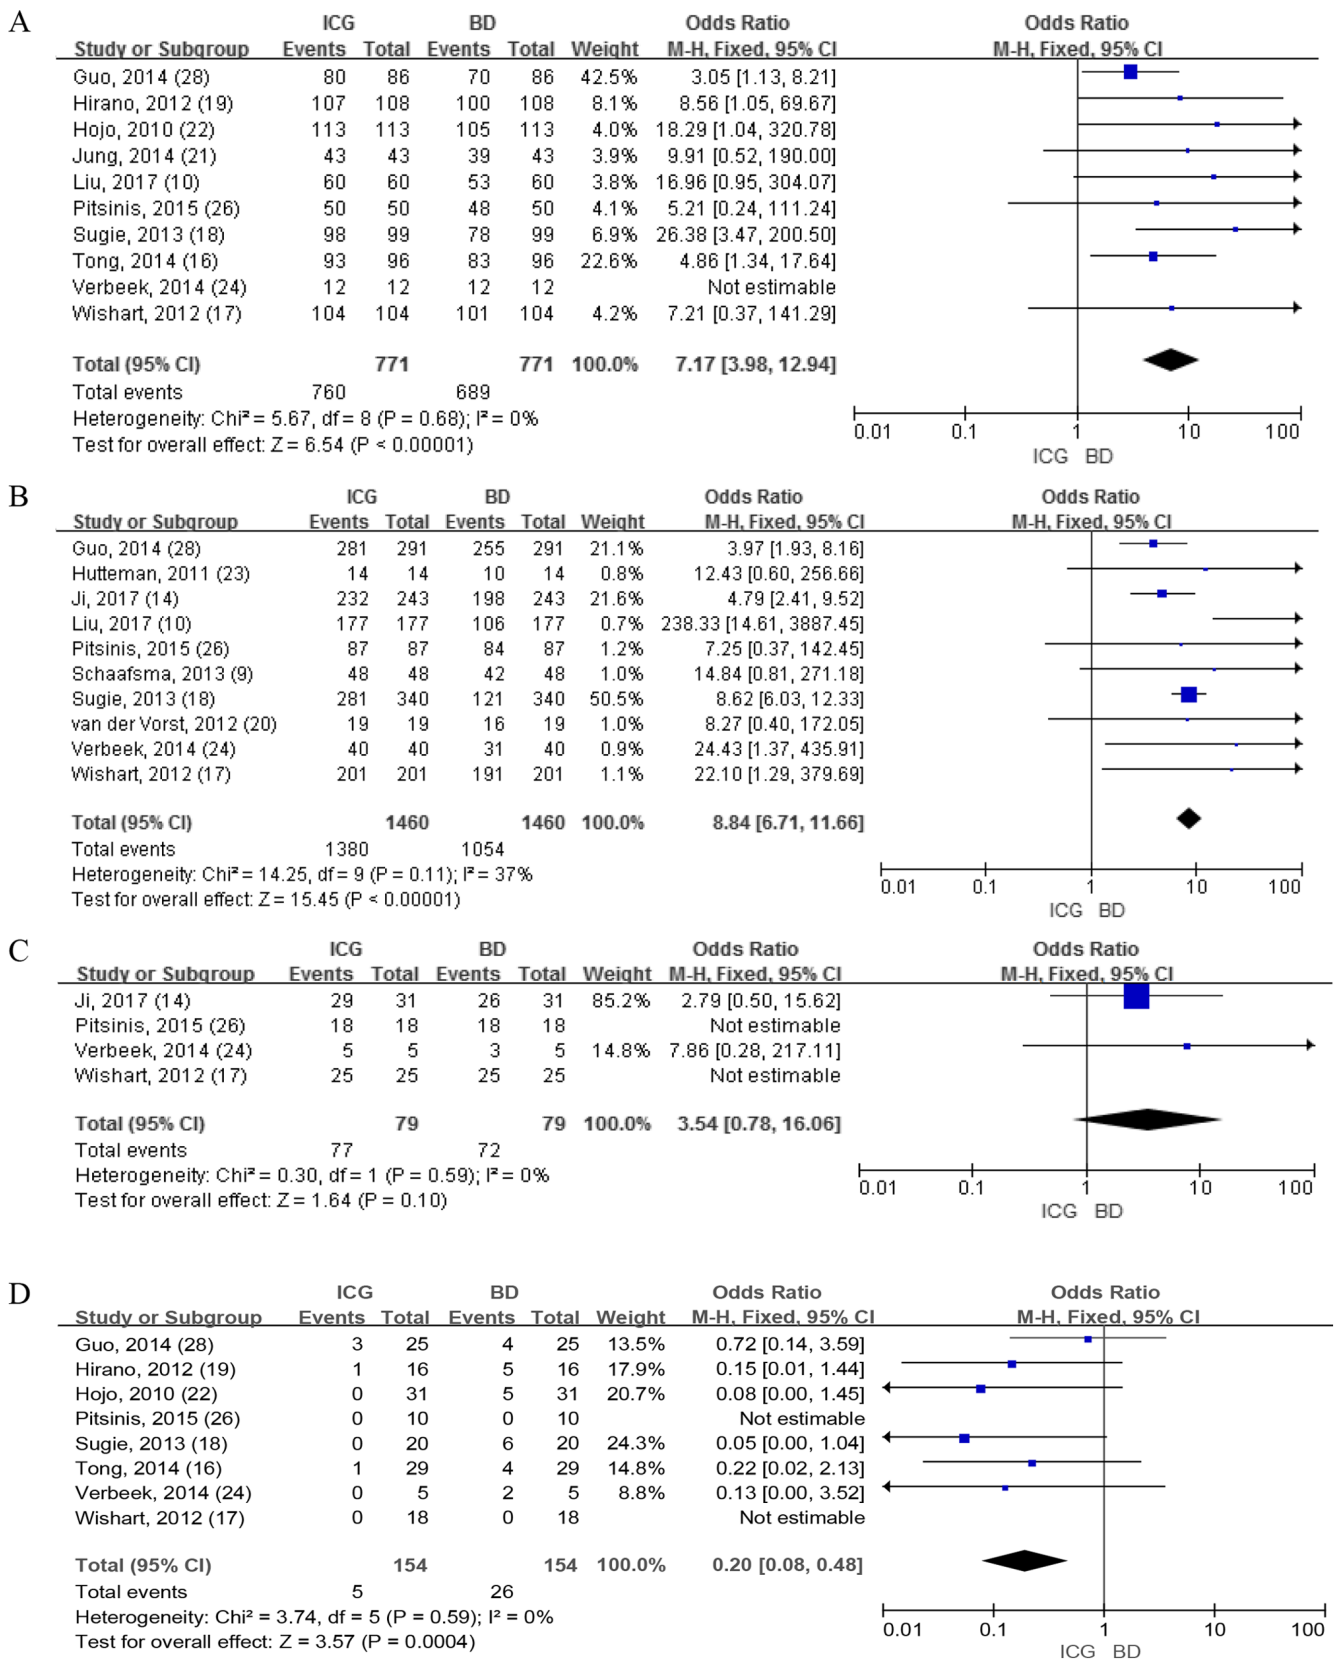 A
ICG BD Odds Ratio Odds Ratio
Study or Subgroup Events Total Events Total Weight M-H, Fixed, 95% CI M-H, Fixed, 95% CI
Guo, 2014 (28) 80 86 70 86 42.5% 3.05 [1.13, 8.21]
Hirano, 2012 (19) 107 108 100 108 8.1% 8.56 [1.05, 69.67]
Hojo, 2010 (22) 113 113 105 113 4.0% 18.29 [1.04, 320.78]
Jung, 2014 (21) 43 43 39 43 3.9% 9.91 [0.52, 190.00]
Liu, 2017 (10) 60 60 53 60 3.8% 16.96 [0.95, 304.07]
Pitsinis, 2015 (26) 50 50 48 50 4.1% 5.21 [0.24, 111.24]
Sugie, 2013 (18) 98 99 78 99 6.9% 26.38 [3.47, 200.50]
Tong, 2014 (16) 93 96 83 96 22.6% 4.86 [1.34, 17.64]
Verbeek, 2014 (24) 12 12 12 12 Not estimable
Wishart, 2012 (17) 104 104 101 104 4.2% 7.21 [0.37, 141.29]
Total (95% CI) 771 771 100.0% 7.17 [3.98, 12.94]
Total events 760 689
Heterogeneity: Chi² = 5.67, df = 8 (P = 0.68); I² = 0%
Test for overall effect: Z = 6.54 (P < 0.00001)
0.01 0.1 1 10 100
ICG BD
B
ICG BD Odds Ratio Odds Ratio
Study or Subgroup Events Total Events Total Weight M-H, Fixed, 95% CI M-H, Fixed, 95% CI
Guo, 2014 (28) 281 291 255 291 21.1% 3.97 [1.93, 8.16]
Hutteman, 2011 (23) 14 14 10 14 0.8% 12.43 [0.60, 256.66]
Ji, 2017 (14) 232 243 198 243 21.6% 4.79 [2.41, 9.52]
Liu, 2017 (10) 177 177 106 177 0.7% 238.33 [14.61, 3887.45]
Pitsinis, 2015 (26) 87 87 84 87 1.2% 7.25 [0.37, 142.45]
Schaafsma, 2013 (9) 48 48 42 48 1.0% 14.84 [0.81, 271.18]
Sugie, 2013 (18) 281 340 121 340 50.5% 8.62 [6.03, 12.33]
van der Vorst, 2012 (20) 19 19 16 19 1.0% 8.27 [0.40, 172.05]
Verbeek, 2014 (24) 40 40 31 40 0.9% 24.43 [1.37, 435.91]
Wishart, 2012 (17) 201 201 191 201 1.1% 22.10 [1.29, 379.69]
Total (95% CI) 1460 1460 100.0% 8.84 [6.71, 11.66]
Total events 1380 1054
Heterogeneity: Chi² = 14.25, df = 9 (P = 0.11); I² = 37%
Test for overall effect: Z = 15.45 (P < 0.00001)
0.01 0.1 1 10 100
ICG BD
C
ICG BD Odds Ratio Odds Ratio
Study or Subgroup Events Total Events Total Weight M-H, Fixed, 95% CI M-H, Fixed, 95% CI
Ji, 2017 (14) 29 31 26 31 85.2% 2.79 [0.50, 15.62]
Pitsinis, 2015 (26) 18 18 18 18 Not estimable
Verbeek, 2014 (24) 5 5 3 5 14.8% 7.86 [0.28, 217.11]
Wishart, 2012 (17) 25 25 25 25 Not estimable
Total (95% CI) 79 79 100.0% 3.54 [0.78, 16.06]
Total events 77 72
Heterogeneity: Chi² = 0.30, df = 1 (P = 0.59); I² = 0%
Test for overall effect: Z = 1.64 (P = 0.10)
0.01 0.1 1 10 100
ICG BD
D
ICG BD Odds Ratio Odds Ratio
Study or Subgroup Events Total Events Total Weight M-H, Fixed, 95% CI M-H, Fixed, 95% CI
Guo, 2014 (28) 3 25 4 25 13.5% 0.72 [0.14, 3.59]
Hirano, 2012 (19) 1 16 5 16 17.9% 0.15 [0.01, 1.44]
Hojo, 2010 (22) 0 31 5 31 20.7% 0.08 [0.00, 1.45]
Pitsinis, 2015 (26) 0 10 0 10 Not estimable
Sugie, 2013 (18) 0 20 6 20 24.3% 0.05 [0.00, 1.04]
Tong, 2014 (16) 1 29 4 29 14.8% 0.22 [0.02, 2.13]
Verbeek, 2014 (24) 0 5 2 5 8.8% 0.13 [0.00, 3.52]
Wishart, 2012 (17) 0 18 0 18 Not estimable
Total (95% CI) 154 154 100.0% 0.20 [0.08, 0.48]
Total events 5 26
Heterogeneity: Chi² = 3.74, df = 5 (P = 0.59); I² = 0%
Test for overall effect: Z = 3.57 (P = 0.0004)
0.01 0.1 1 10 100
ICG BD